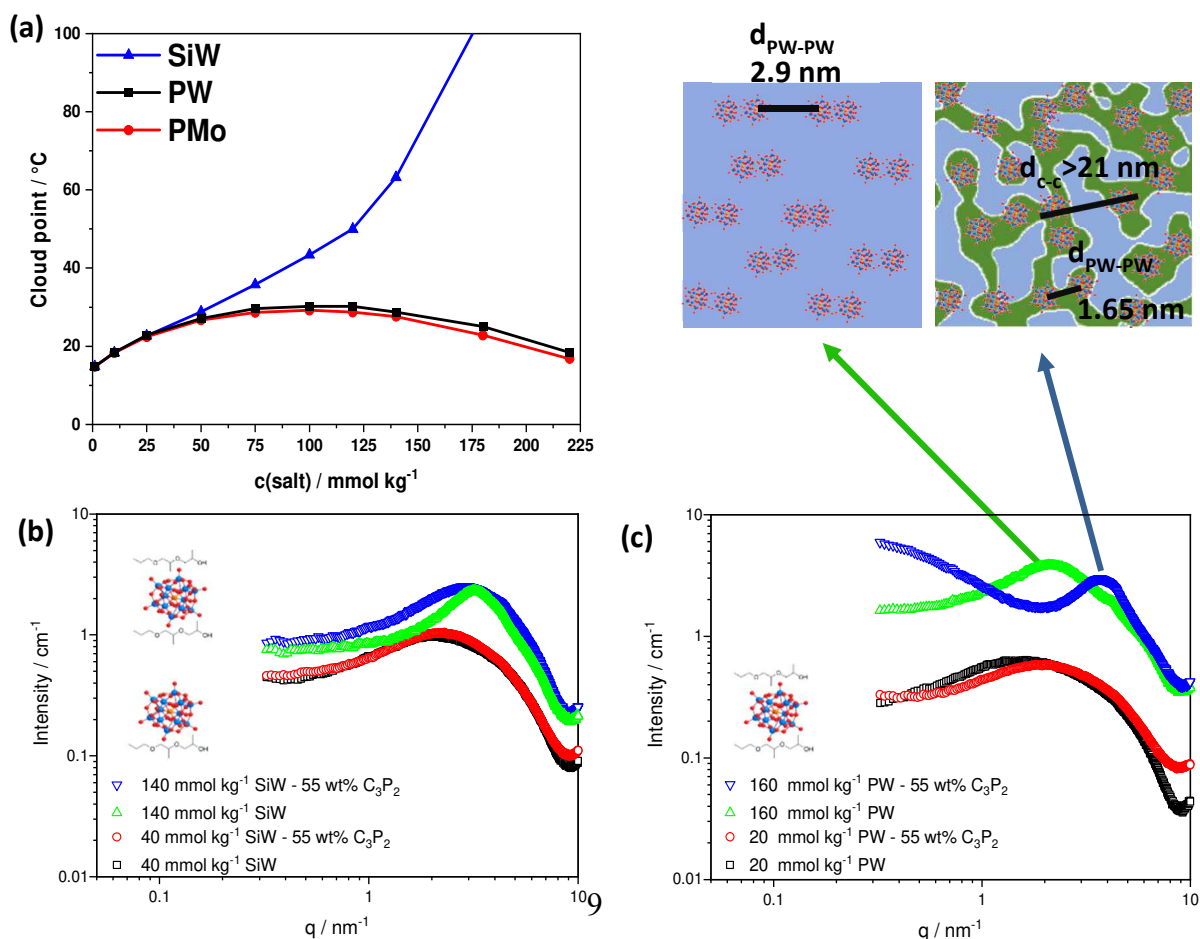 (a)
100
80
60
40
20
0
Cloud point / °C
SiW
PW
PMo
0 25 50 75 100 125 150 175 200 225
c(salt) / mmol kg⁻¹
d_PW-PW
2.9 nm
d_c-c>21 nm
d_PW-PW
1.65 nm
(b)
10
1
0.1
0.01
Intensity / cm⁻¹
OH
OH
140 mmol kg⁻¹ SiW - 55 wt% C₃P₂
140 mmol kg⁻¹ SiW
40 mmol kg⁻¹ SiW - 55 wt% C₃P₂
40 mmol kg⁻¹ SiW
0.1 1 10
q / nm⁻¹
9
(c)
10
1
0.1
0.01
Intensity / cm⁻¹
OH
OH
160 mmol kg⁻¹ PW - 55 wt% C₃P₂
160 mmol kg⁻¹ PW
20 mmol kg⁻¹ PW - 55 wt% C₃P₂
20 mmol kg⁻¹ PW
0.1 1 10
q / nm⁻¹